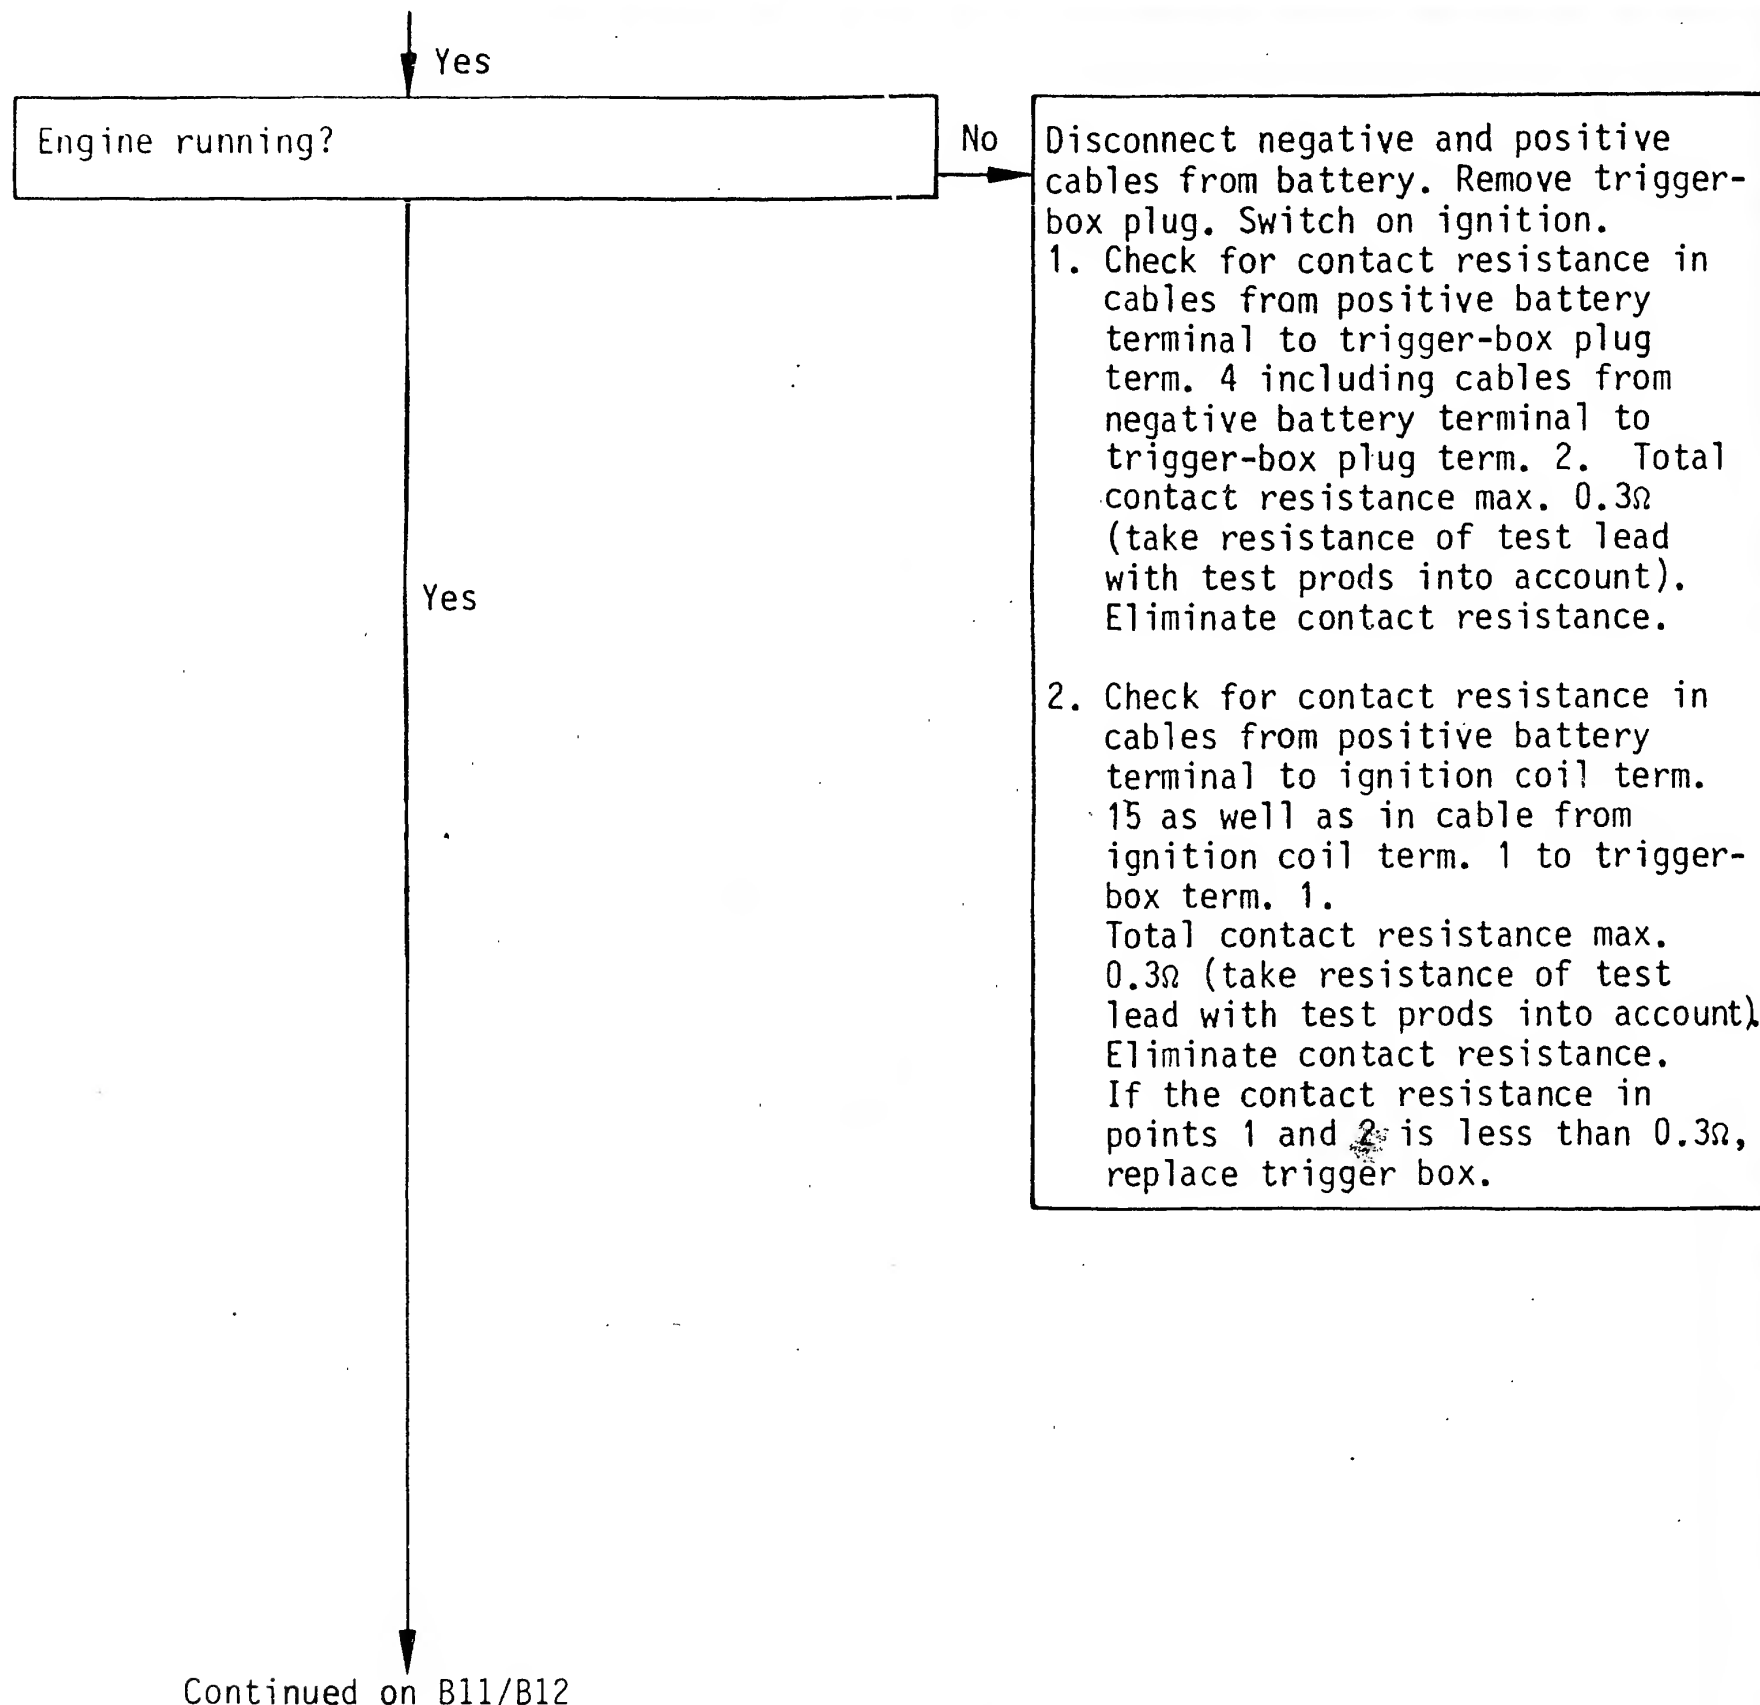 Yes
Engine running?
No
Disconnect negative and positive
cables from battery. Remove trigger-
box plug. Switch on ignition.
1. Check for contact resistance in
cables from positive battery
terminal to trigger-box plug
term. 4 including cables from
negative battery terminal to
trigger-box plug term. 2. Total
contact resistance max. 0.3Ω
(take resistance of test lead
with test prods into account).
Eliminate contact resistance.
2. Check for contact resistance in
cables from positive battery
terminal to ignition coil term.
15 as well as in cable from
ignition coil term. 1 to trigger-
box term. 1.
Total contact resistance max.
0.3Ω (take resistance of test
lead with test prods into account).
Eliminate contact resistance.
If the contact resistance in
points 1 and 2 is less than 0.3Ω,
replace trigger box.
Yes
Continued on B11/B12